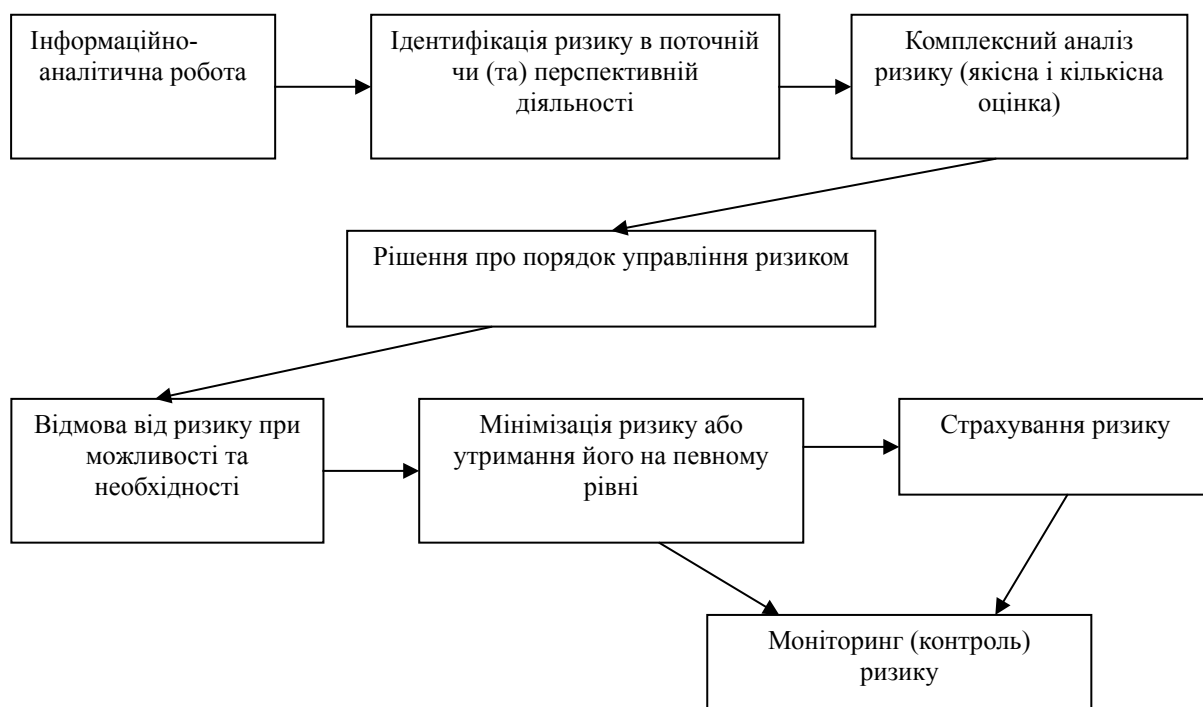 Інформаційно-
аналітична робота
Ідентифікація ризику в поточній
чи (та) перспективній
діяльності
Комплексний аналіз
ризику (якісна і кількісна
оцінка)
Рішення про порядок управління ризиком
Відмова від ризику при
можливості та
необхідності
Мінімізація ризику або
утримання його на певному
рівні
Страхування ризику
Моніторинг (контроль)
ризику